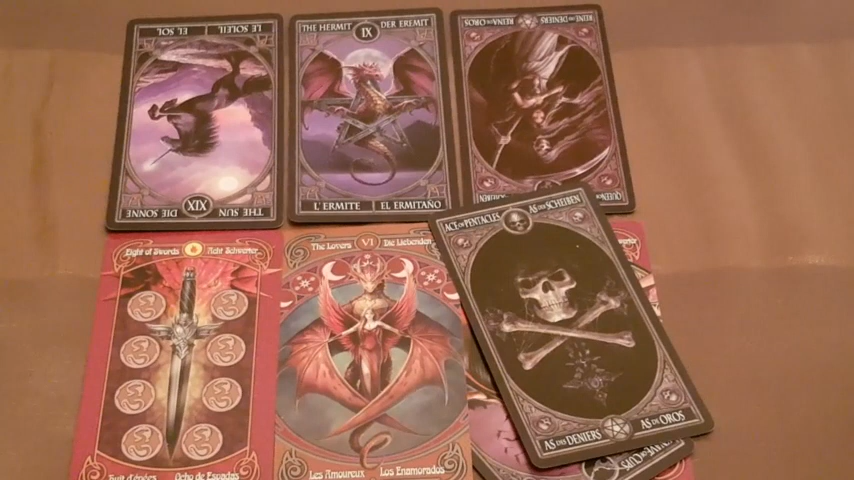 EL SOL LE SOLEIL
XIX
DIE SONNE THE SUN
THE HERMIT IX DER EREMIT
L'ERMITE EL ERMITAÑO
REINA DE OROS REINE DES DENIERS
QUEEN
Eight of Swords Acht Schwerter
Huit d'épées Ocho de Espadas
The Lovers VI Die Liebenden
Les Amoureux Los Enamorados
ACE OF PENTACLES AS DER SCHEIBEN
AS DES DENIERS AS DE OROS